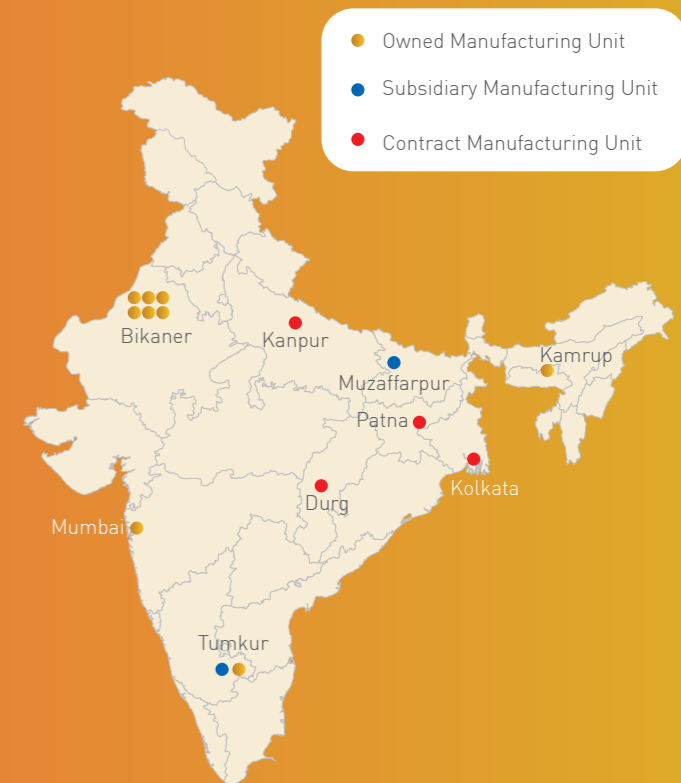 Owned Manufacturing Unit
Subsidiary Manufacturing Unit
Contract Manufacturing Unit
Bikaner
Kanpur
Kamrup
Muzaffarpur
Patna
Kolkata
Durg
Mumbai
Tumkur